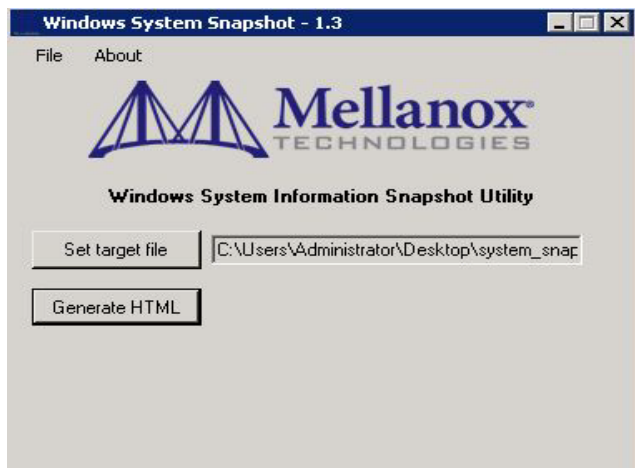 Windows System Snapshot - 1.3
File About
Mellanox
TECHNOLOGIES
Windows System Information Snapshot Utility
Set target file C:\Users\Administrator\Desktop\system_snap
Generate HTML